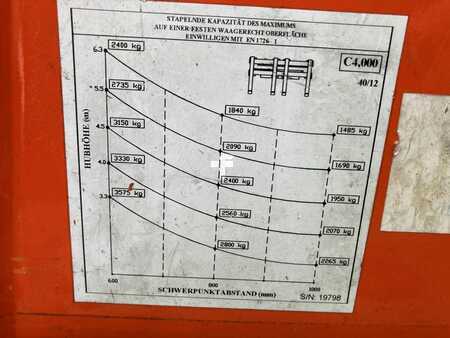 STAPELNDE KAPAZITÄT DES MAXIMUMS
AUF EINER FESTEN WAAGERECHT OBERFLÄCHE
EINWILLIGEN MIT EN 1726 1
C4,000
40/12
HUBHÖHE (m)
6.3
2400 kg
1840 kg
1485 kg
5.5
2735 kg
2090 kg
1690 kg
4.5
3150 kg
2400 kg
1950 kg
4.0
3330 kg
2560 kg
2070 kg
3.3
3575 kg
2800 kg
2265 kg
600
800
1000
SCHWERPUNKTABSTAND (mm)
S/N: 19798